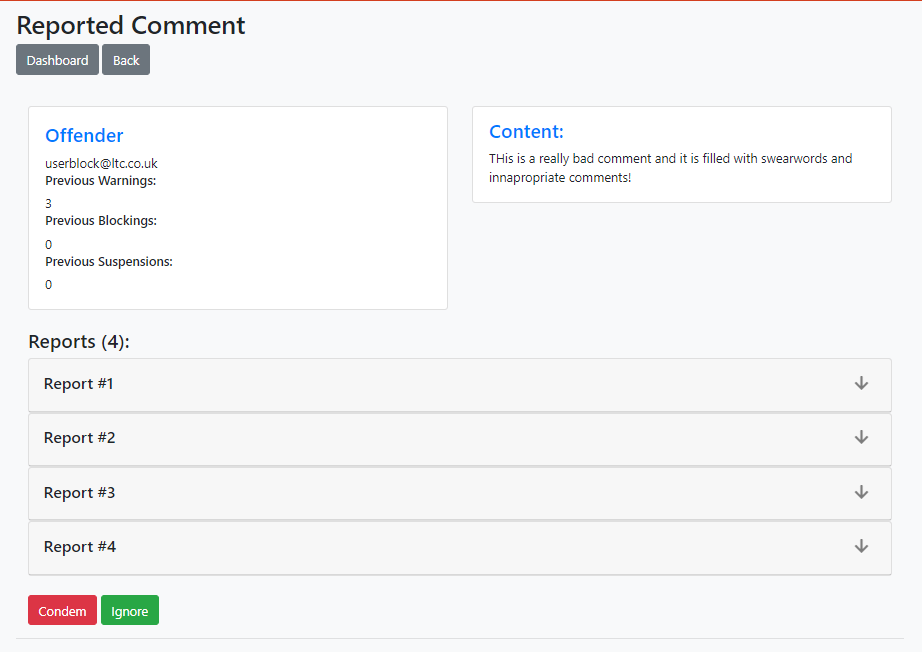 Reported Comment
Dashboard Back
Offender
userblock@ltc.co.uk
Previous Warnings:
3
Previous Blockings:
0
Previous Suspensions:
0
Content:
THis is a really bad comment and it is filled with swearwords and
innapropriate comments!
Reports (4):
Report #1
Report #2
Report #3
Report #4
Condem Ignore